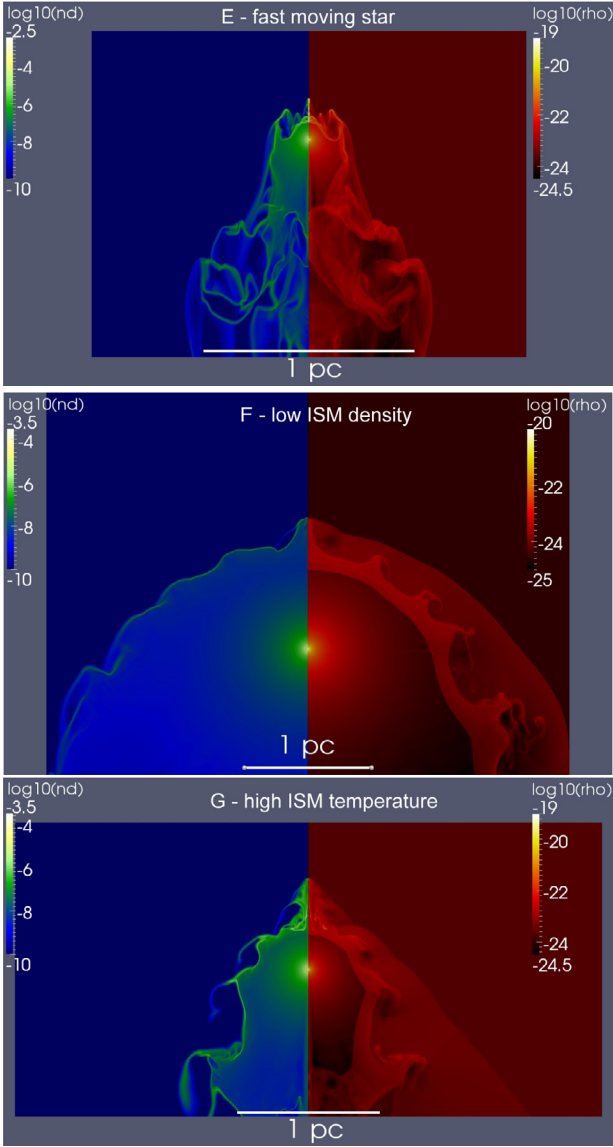 E - fast moving star
log10(nd)
-2.5
-4
-6
-8
-10
log10(rho)
-19
-20
-22
-24
-24.5
1 pc
F - low ISM density
log10(nd)
-3.5
-4
-6
-8
-10
log10(rho)
-20
-22
-24
-25
1 pc
G - high ISM temperature
log10(nd)
-3.5
-4
-6
-8
-10
log10(rho)
-19
-20
-22
-24
-24.5
1 pc